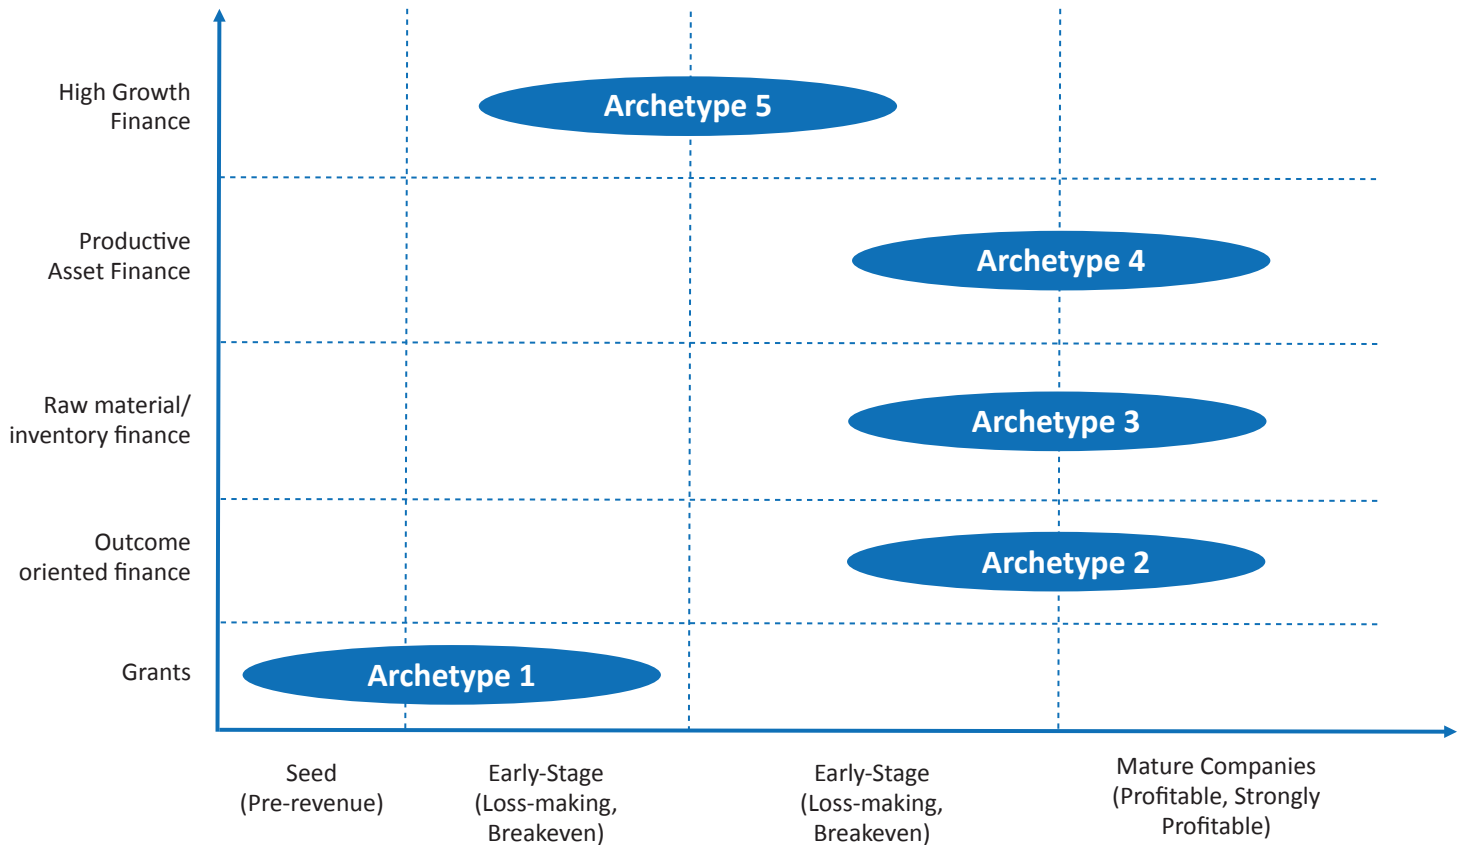 High Growth
Finance
Archetype 5
Productive
Asset Finance
Archetype 4
Raw material/
inventory finance
Archetype 3
Outcome
oriented finance
Archetype 2
Grants
Archetype 1
Seed
(Pre-revenue)
Early-Stage
(Loss-making,
Breakeven)
Early-Stage
(Loss-making,
Breakeven)
Mature Companies
(Profitable, Strongly
Profitable)